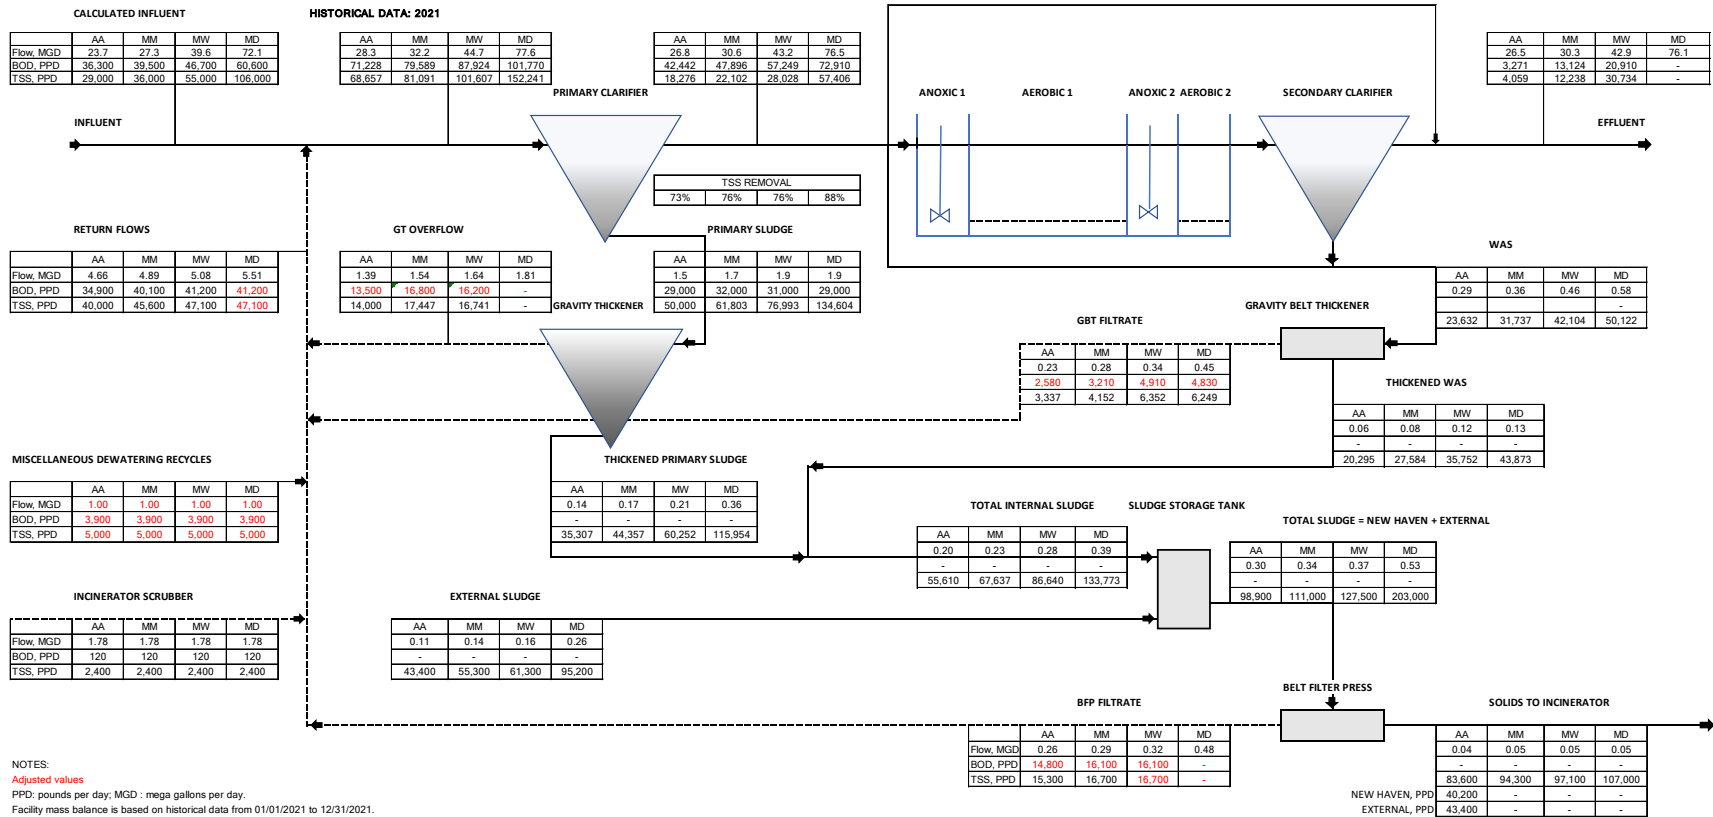 CALCULATED INFLUENT
AA MM MW MD
Flow, MGD 23.7 27.3 39.6 72.1
BOD, PPD 36,300 39,500 46,700 60,600
TSS, PPD 29,000 36,000 55,000 106,000
HISTORICAL DATA: 2021
AA MM MW MD
28.3 32.2 44.7 77.6
71,228 79,589 87,924 101,770
68,657 81,091 101,607 152,241
AA MM MW MD
26.8 30.6 43.2 76.5
42,442 47,896 57,249 72,910
18,276 22,102 28,028 57,406
AA MM MW MD
26.5 30.3 42.9 76.1
3,271 13,124 20,910 -
4,059 12,238 30,734 -
PRIMARY CLARIFIER
ANOXIC 1
AEROBIC 1
ANOXIC 2 AEROBIC 2
SECONDARY CLARIFIER
INFLUENT
EFFLUENT
TSS REMOVAL
73% 76% 76% 88%
RETURN FLOWS
AA MM MW MD
Flow, MGD 4.66 4.89 5.08 5.51
BOD, PPD 34,900 40,100 41,200 41,200
TSS, PPD 40,000 45,600 47,100 47,100
GT OVERFLOW
AA MM MW MD
1.39 1.54 1.64 1.81
13,500 16,800 16,200 -
14,000 17,447 16,741 -
PRIMARY SLUDGE
AA MM MW MD
1.5 1.7 1.9 1.9
29,000 32,000 31,000 29,000
50,000 61,803 76,993 134,604
WAS
AA MM MW MD
0.29 0.36 0.46 0.58
-
23,632 31,737 42,104 50,122
GRAVITY THICKENER
GRAVITY BELT THICKENER
GBT FILTRATE
AA MM MW MD
0.23 0.28 0.34 0.45
2,580 3,210 4,910 4,830
3,337 4,152 6,352 6,249
THICKENED WAS
AA MM MW MD
0.06 0.08 0.12 0.13
- - - -
20,295 27,584 35,752 43,873
MISCELLANEOUS DEWATERING RECYCLES
AA MM MW MD
Flow, MGD 1.00 1.00 1.00 1.00
BOD, PPD 3,900 3,900 3,900 3,900
TSS, PPD 5,000 5,000 5,000 5,000
THICKENED PRIMARY SLUDGE
AA MM MW MD
0.14 0.17 0.21 0.36
- - - -
35,307 44,357 60,252 115,954
TOTAL INTERNAL SLUDGE
AA MM MW MD
0.20 0.23 0.28 0.39
- - - -
55,610 67,637 86,640 133,773
SLUDGE STORAGE TANK
TOTAL SLUDGE = NEW HAVEN + EXTERNAL
AA MM MW MD
0.30 0.34 0.37 0.53
- - - -
98,900 111,000 127,500 203,000
INCINERATOR SCRUBBER
AA MM MW MD
Flow, MGD 1.78 1.78 1.78 1.78
BOD, PPD 120 120 120 120
TSS, PPD 2,400 2,400 2,400 2,400
EXTERNAL SLUDGE
AA MM MW MD
0.11 0.14 0.16 0.26
- - - -
43,400 55,300 61,300 95,200
BELT FILTER PRESS
BFP FILTRATE
AA MM MW MD
Flow, MGD 0.26 0.29 0.32 0.48
BOD, PPD 14,800 16,100 16,100 -
TSS, PPD 15,300 16,700 16,700 -
SOLIDS TO INCINERATOR
AA MM MW MD
0.04 0.05 0.05 0.05
- - - -
83,600 94,300 97,100 107,000
NEW HAVEN, PPD 40,200 - - -
EXTERNAL, PPD 43,400 - - -
NOTES:
Adjusted values
PPD: pounds per day; MGD : mega gallons per day.
Facility mass balance is based on historical data from 01/01/2021 to 12/31/2021.